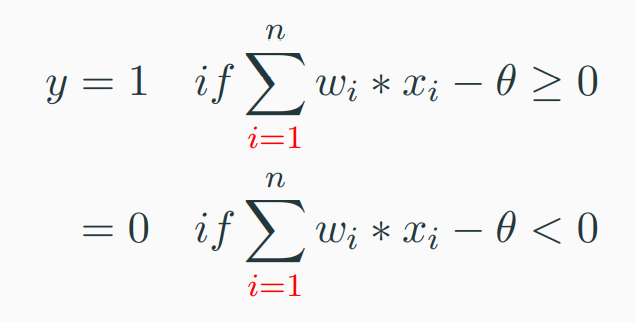 y = 1 if ∑_{i=1}^{n} w_i * x_i − θ ≥ 0
= 0 if ∑_{i=1}^{n} w_i * x_i − θ < 0